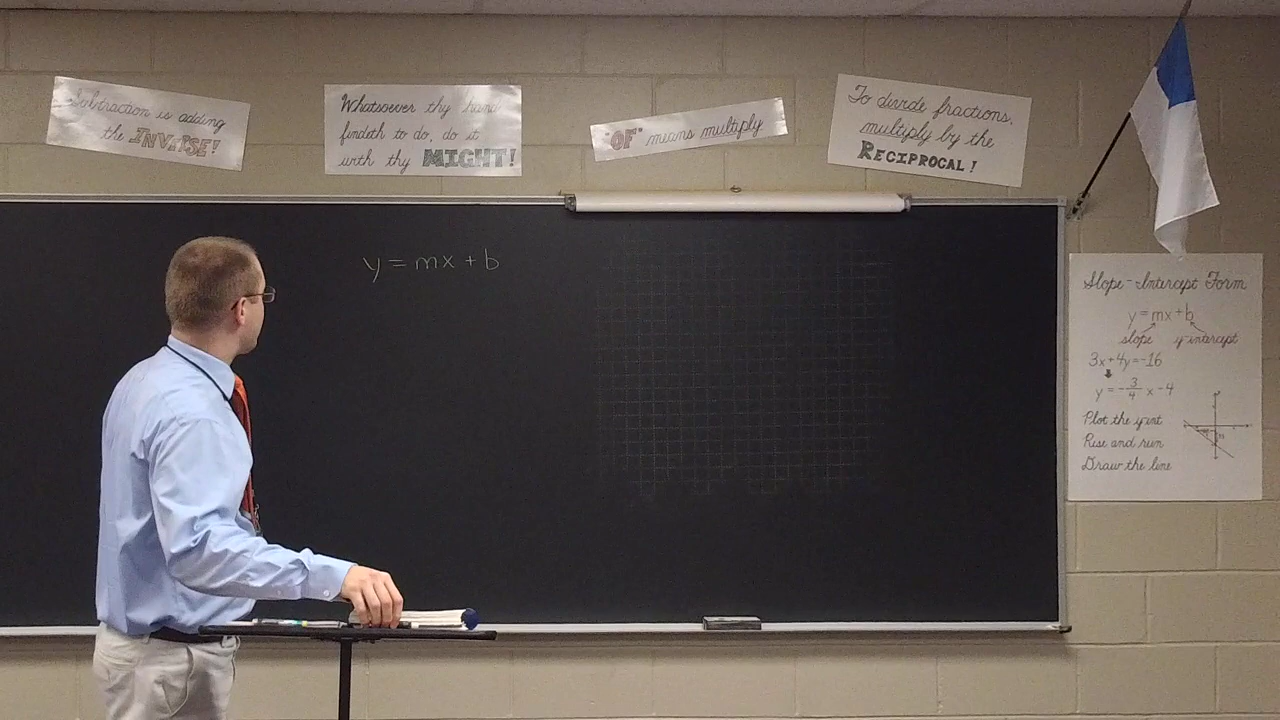 Subtraction is adding
the INVERSE!
Whatsoever thy hand
findeth to do, do it
with thy MIGHT!
"OF" means multiply
To divide fractions,
multiply by the
RECIPROCAL!
y = mx + b
Slope-Intercept Form
y = mx + b
slope y-intercept
3x + 4y = -16
y = -3/4 x - 4
Plot the y-int
Rise and run
Draw the line